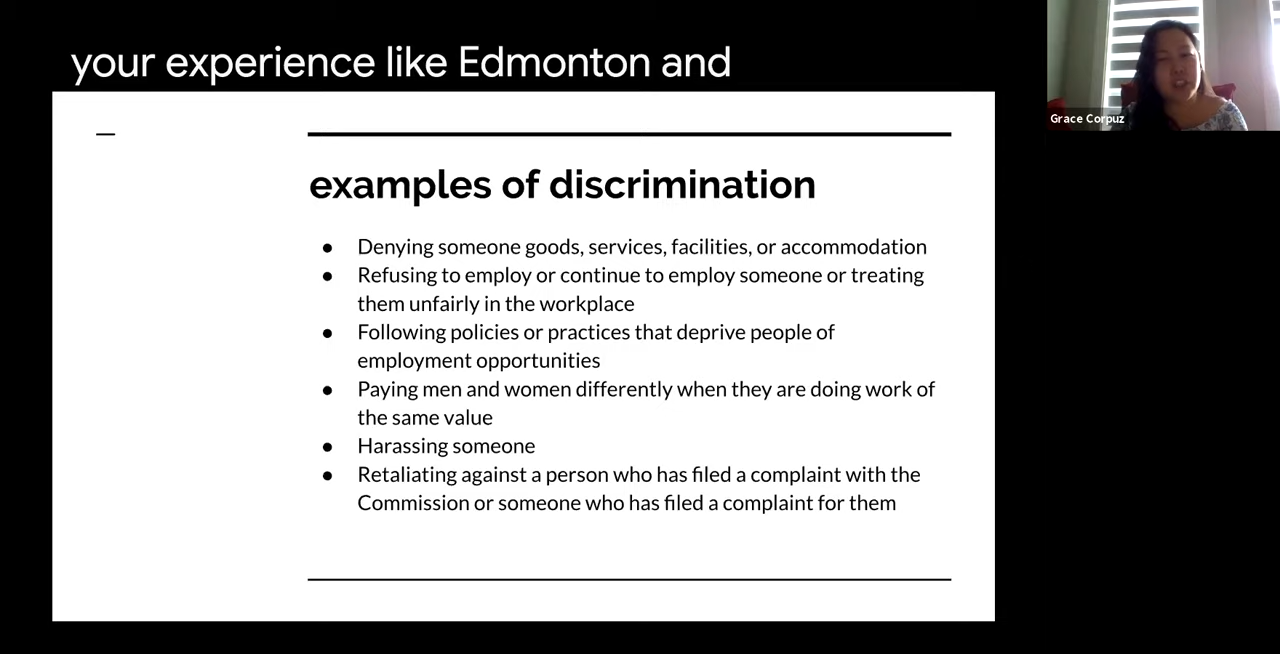 your experience like Edmonton and
Grace Corpuz
examples of discrimination
● Denying someone goods, services, facilities, or accommodation
● Refusing to employ or continue to employ someone or treating
them unfairly in the workplace
● Following policies or practices that deprive people of
employment opportunities
● Paying men and women differently when they are doing work of
the same value
● Harassing someone
● Retaliating against a person who has filed a complaint with the
Commission or someone who has filed a complaint for them